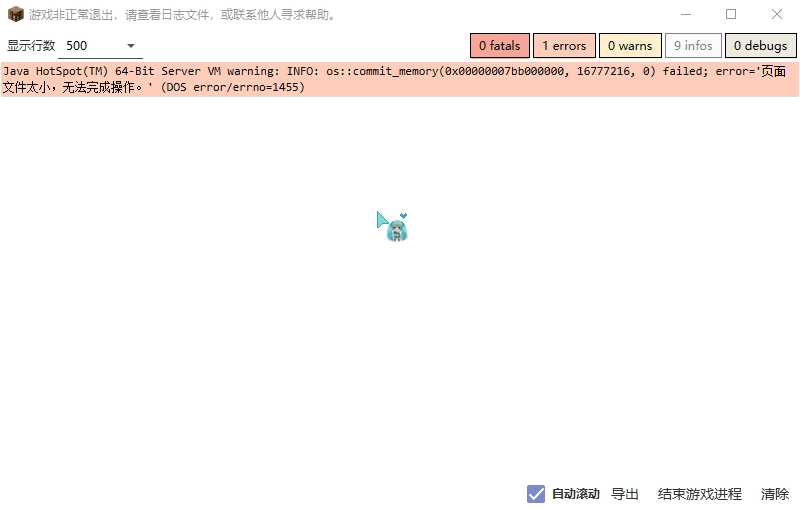 游戏非正常退出，请查看日志文件，或联系他人寻求帮助。
显示行数 500 0 fatals 1 errors 0 warns 9 infos 0 debugs
Java HotSpot(TM) 64-Bit Server VM warning: INFO: os::commit_memory(0x00000007bb000000, 16777216, 0) failed; error='页面
文件太小，无法完成操作。' (DOS error/errno=1455)
自动滚动 导出 结束游戏进程 清除